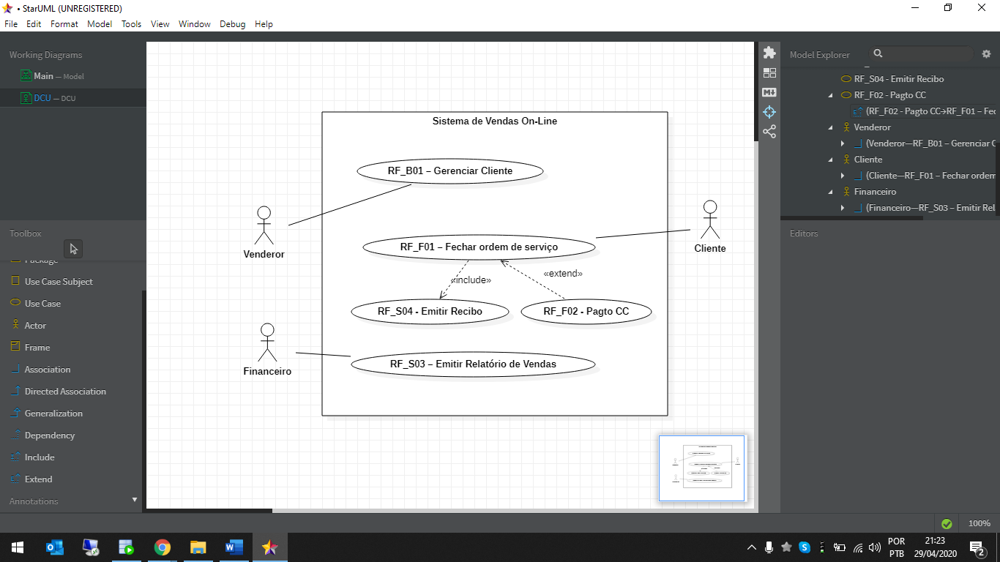 • StarUML (UNREGISTERED)
File Edit Format Model Tools View Window Debug Help
Working Diagrams
Main — Model
DCU — DCU
Toolbox
Package
Use Case Subject
Use Case
Actor
Frame
Association
Directed Association
Generalization
Dependency
Include
Extend
Annotations
Sistema de Vendas On-Line
RF_B01 – Gerenciar Cliente
Venderor
RF_F01 – Fechar ordem de serviço
Cliente
«include»
«extend»
RF_S04 - Emitir Recibo
RF_F02 - Pagto CC
Financeiro
RF_S03 – Emitir Relatório de Vendas
Model Explorer
RF_S04 - Emitir Recibo
RF_F02 - Pagto CC
(RF_F02 - Pagto CC→RF_F01 – Fec
Venderor
(Venderor—RF_B01 – Gerenciar C
Cliente
(Cliente—RF_F01 – Fechar ordem
Financeiro
(Financeiro—RF_S03 – Emitir Rel
Editors
100%
POR
PTB
21:23
29/04/2020
2